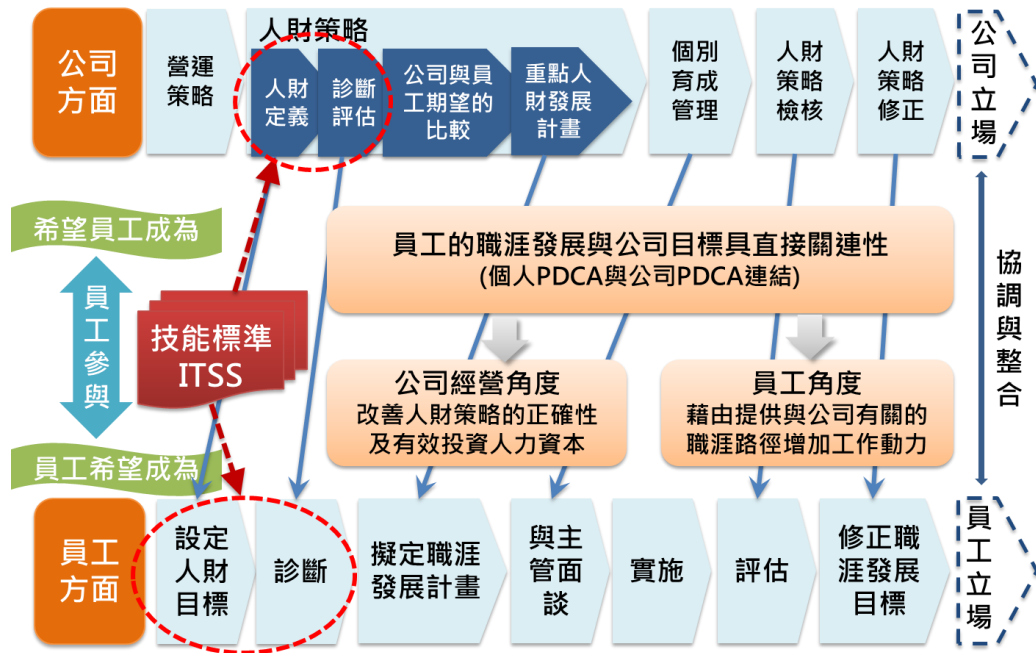 公司
方面
營運
策略
人財策略
人財
定義
診斷
評估
公司與員
工期望的
比較
重點人
財發展
計畫
個別
育成
管理
人財
策略
檢核
人財
策略
修正
公司立場
希望員工成為
員工參與
員工希望成為
技能標準
ITSS
員工的職涯發展與公司目標具直接關連性
(個人PDCA與公司PDCA連結)
公司經營角度
改善人財策略的正確性
及有效投資人力資本
員工角度
藉由提供與公司有關的
職涯路徑增加工作動力
協調與整合
員工
方面
設定
人財
目標
診斷
擬定職涯
發展計畫
與主
管面
談
實施
評估
修正職
涯發展
目標
員工立場